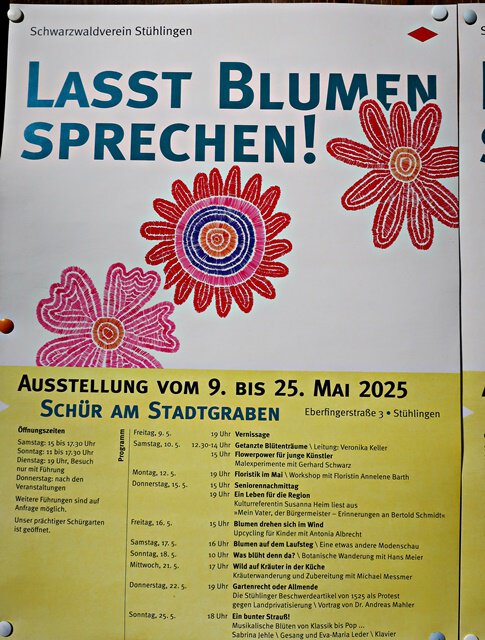 Schwarzwaldverein Stühlingen
LASST BLUMEN
SPRECHEN!
AUSSTELLUNG VOM 9. BIS 25. MAI 2025
SCHÜR AM STADTGRABEN Eberfingerstraße 3 • Stühlingen
Öffnungszeiten
Samstag: 15 bis 17.30 Uhr
Sonntag: 11 bis 17.30 Uhr
Dienstag: 19 Uhr, Besuch
nur mit Führung
Donnerstag: nach den
Veranstaltungen
Weitere Führungen sind auf
Anfrage möglich.
Unser prächtiger Schürgarten
ist geöffnet.
Programm
Freitag, 9. 5. 19 Uhr Vernissage
Samstag, 10. 5. 12.30-14 Uhr Getanzte Blütenträume \ Leitung: Veronika Keller
15 Uhr Flowerpower für junge Künstler
Malexperimente mit Gerhard Schwarz
Montag, 12. 5. 19 Uhr Floristik im Mai \ Workshop mit Floristin Annelene Barth
Donnerstag, 15. 5. 15 Uhr Seniorennachmittag
19 Uhr Ein Leben für die Region
Kulturreferentin Susanna Heim liest aus
»Mein Vater, der Bürgermeister – Erinnerungen an Bertold Schmidt«
Freitag, 16. 5. 15 Uhr Blumen drehen sich im Wind
Upcycling für Kinder mit Antonia Albrecht
Samstag, 17. 5. 16 Uhr Blumen auf dem Laufsteg \ Eine etwas andere Modenschau
Sonntag, 18. 5. 10 Uhr Was blüht denn da? \ Botanische Wanderung mit Hans Meier
Mittwoch, 21. 5. 17 Uhr Wild auf Kräuter in der Küche
Kräuterwanderung und Zubereitung mit Michael Messmer
Donnerstag, 22. 5. 19 Uhr Gartenrecht oder Allmende
Die Stühlinger Beschwerdeartikel von 1525 als Protest
gegen Landprivatisierung \ Vortrag von Dr. Andreas Mahler
Sonntag, 25. 5. 18 Uhr Ein bunter Strauß!
Musikalische Blüten von Klassik bis Pop ...
Sabrina Jehle \ Gesang und Eva-Maria Leder \ Klavier